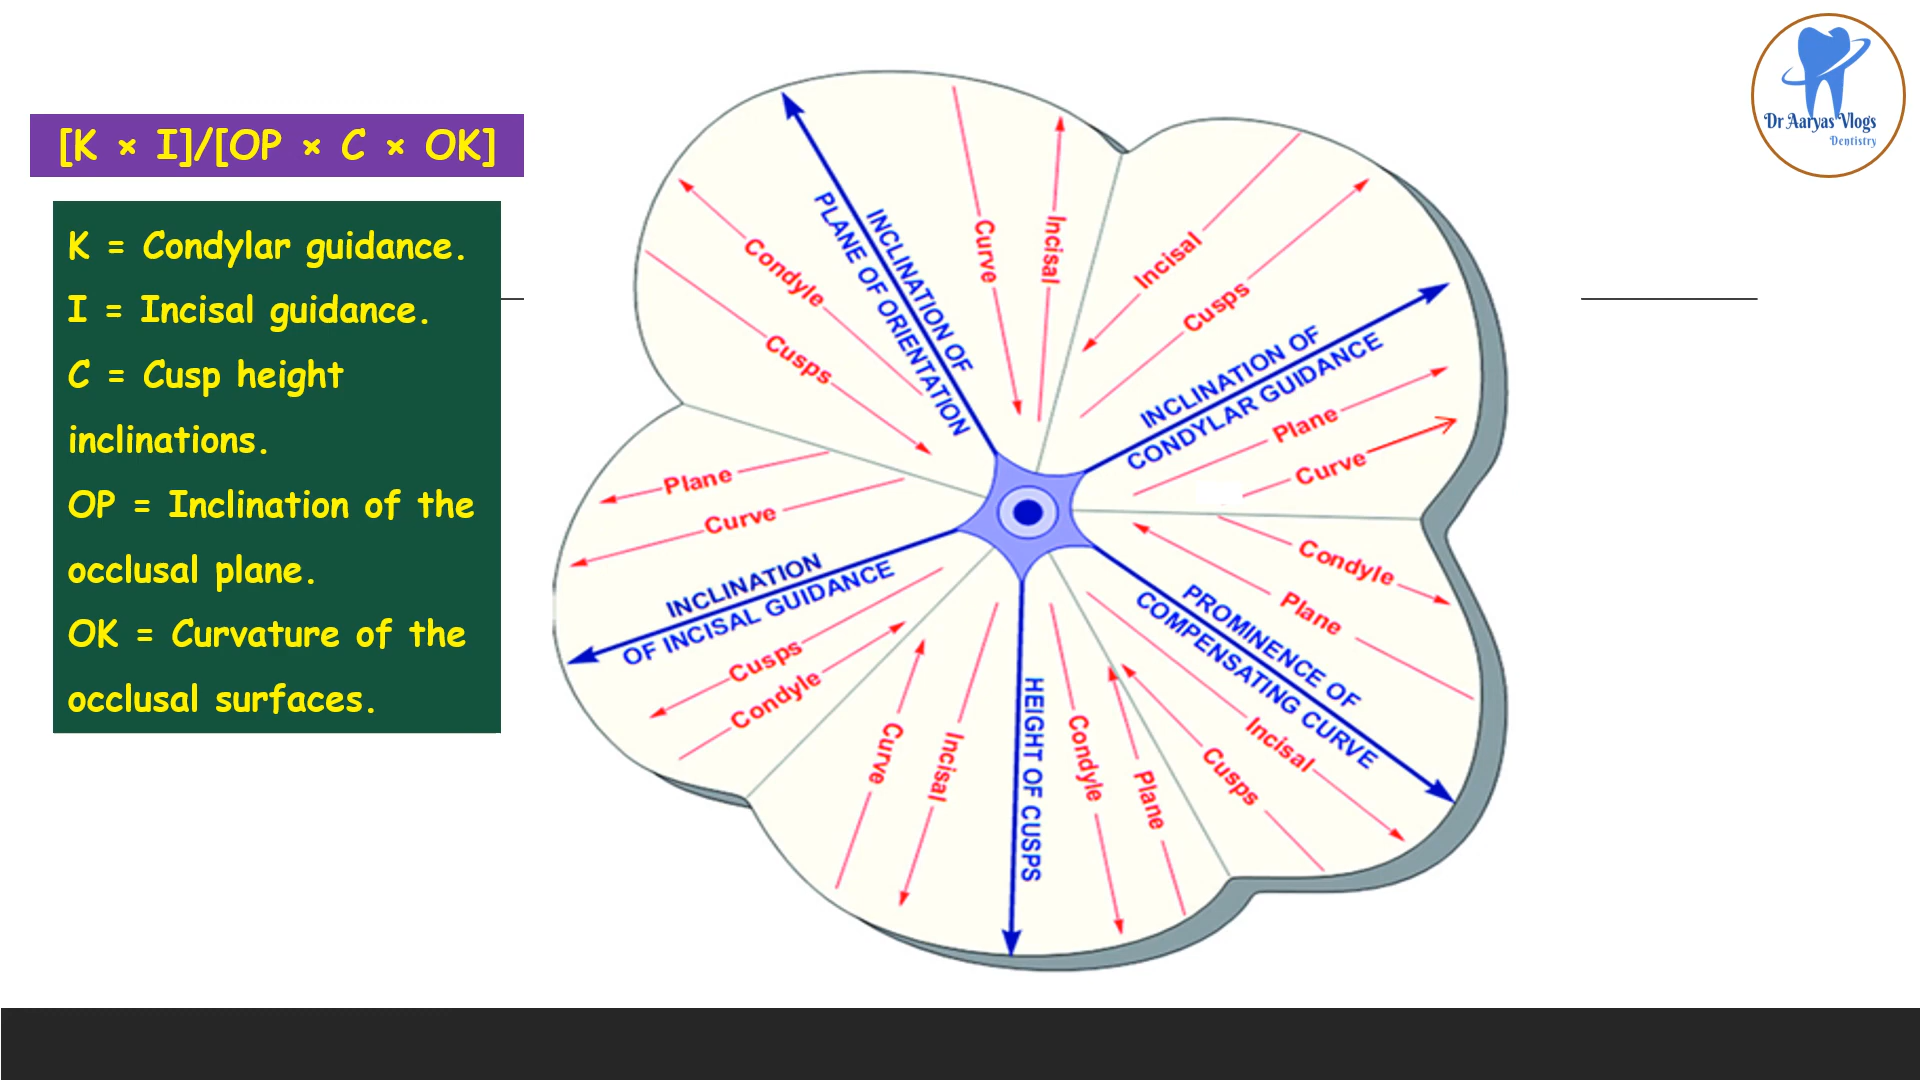 [K × I]/[OP × C × OK]
K = Condylar guidance.
I = Incisal guidance.
C = Cusp height
inclinations.
OP = Inclination of the
occlusal plane.
OK = Curvature of the
occlusal surfaces.
Dr Aaryas Vlogs
Dentistry
INCLINATION OF
PLANE OF ORIENTATION
Condyle
Cusps
Curve
Incisal
Incisal
Cusps
INCLINATION OF
CONDYLAR GUIDANCE
Plane
Curve
Condyle
Plane
PROMINENCE OF
COMPENSATING CURVE
Incisal
Cusps
Plane
Condyle
HEIGHT OF CUSPS
Incisal
Curve
Plane
Curve
INCLINATION
OF INCISAL GUIDANCE
Cusps
Condyle